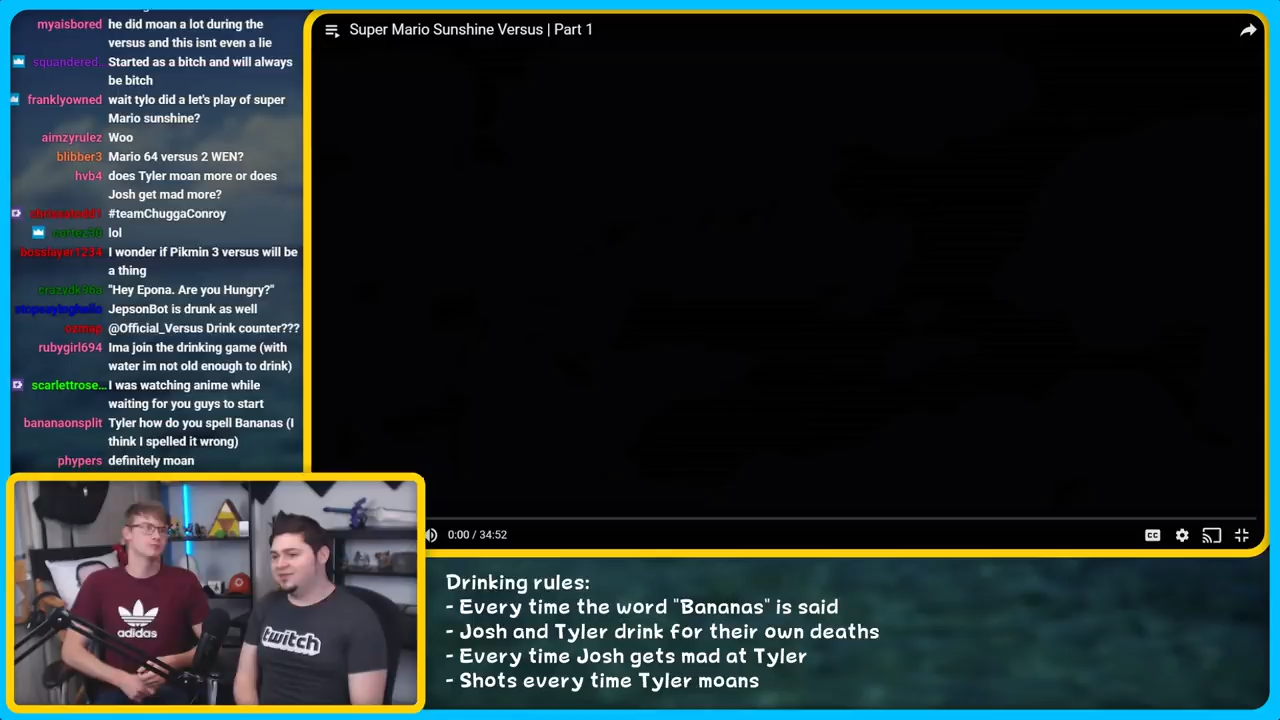 myaisbored he did moan a lot during the
versus and this isnt even a lie
squandered.. Started as a bitch and will always
be bitch
franklyowned wait tylo did a let's play of super
Mario sunshine?
aimzyrulez Woo
blibber3 Mario 64 versus 2 WEN?
hvb4 does Tyler moan more or does
Josh get mad more?
#teamChuggaConroy
cortez30 lol
bosslayer1234 I wonder if Pikmin 3 versus will be
a thing
crazydk96a "Hey Epona. Are you Hungry?"
JepsonBot is drunk as well
@Official_Versus Drink counter???
rubygirl694 Ima join the drinking game (with
water im not old enough to drink)
scarlettrose... I was watching anime while
waiting for you guys to start
bananaonsplit Tyler how do you spell Bananas (I
think I spelled it wrong)
phypers definitely moan
Super Mario Sunshine Versus | Part 1
0:00 / 34:52
CC
adidas
twitch
Drinking rules:
- Every time the word "Bananas" is said
- Josh and Tyler drink for their own deaths
- Every time Josh gets mad at Tyler
- Shots every time Tyler moans